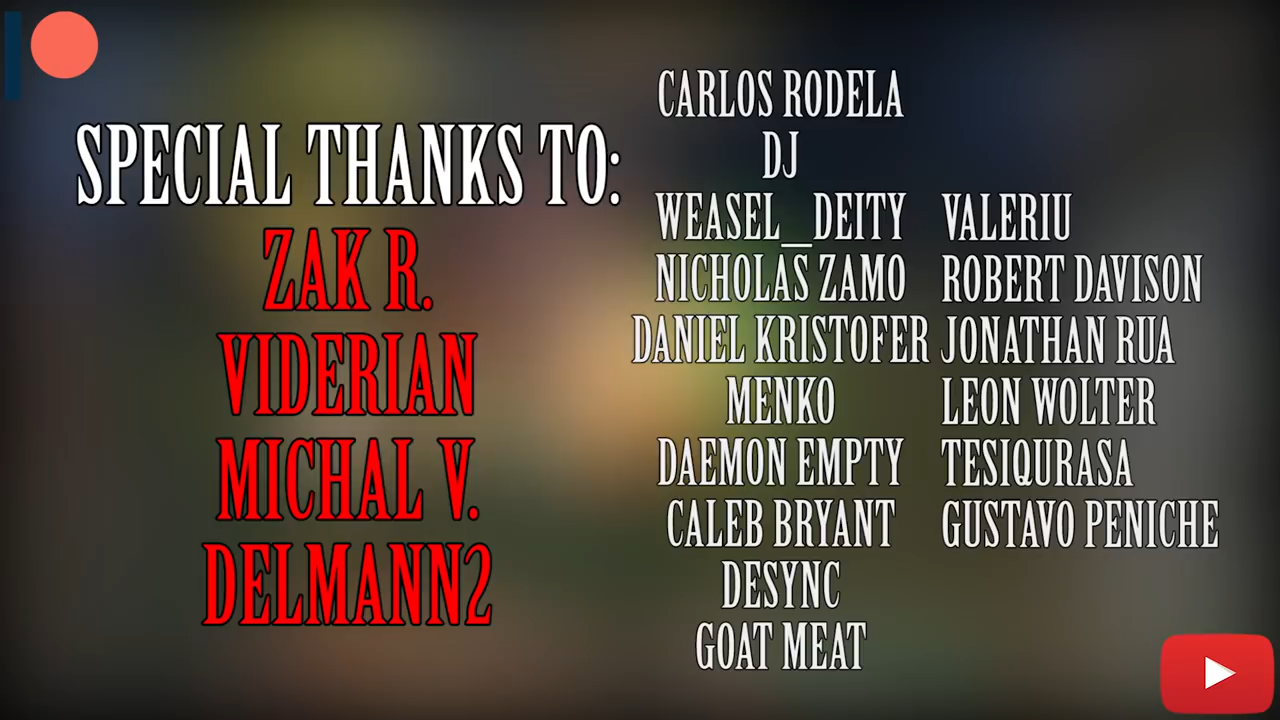 SPECIAL THANKS TO:
ZAK R.
VIDERIAN
MICHAL V.
DELMANN2
CARLOS RODELA
DJ
WEASEL_DEITY
NICHOLAS ZAMO
DANIEL KRISTOFER
MENKO
DAEMON EMPTY
CALEB BRYANT
DESYNC
GOAT MEAT
VALERIU
ROBERT DAVISON
JONATHAN RUA
LEON WOLTER
TESIQURASA
GUSTAVO PENICHE